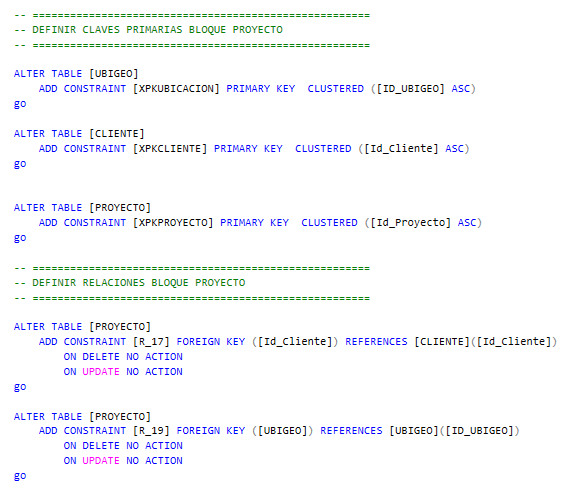 -- ======================================================
-- DEFINIR CLAVES PRIMARIAS BLOQUE PROYECTO
-- ======================================================
ALTER TABLE [UBIGEO]
    ADD CONSTRAINT [XPKUBICACION] PRIMARY KEY  CLUSTERED ([ID_UBIGEO] ASC)
go
ALTER TABLE [CLIENTE]
    ADD CONSTRAINT [XPKCLIENTE] PRIMARY KEY  CLUSTERED ([Id_Cliente] ASC)
go
ALTER TABLE [PROYECTO]
    ADD CONSTRAINT [XPKPROYECTO] PRIMARY KEY  CLUSTERED ([Id_Proyecto] ASC)
go
-- ======================================================
-- DEFINIR RELACIONES BLOQUE PROYECTO
-- ======================================================
ALTER TABLE [PROYECTO]
    ADD CONSTRAINT [R_17] FOREIGN KEY ([Id_Cliente]) REFERENCES [CLIENTE]([Id_Cliente])
        ON DELETE NO ACTION
        ON UPDATE NO ACTION
go
ALTER TABLE [PROYECTO]
    ADD CONSTRAINT [R_19] FOREIGN KEY ([UBIGEO]) REFERENCES [UBIGEO]([ID_UBIGEO])
        ON DELETE NO ACTION
        ON UPDATE NO ACTION
go